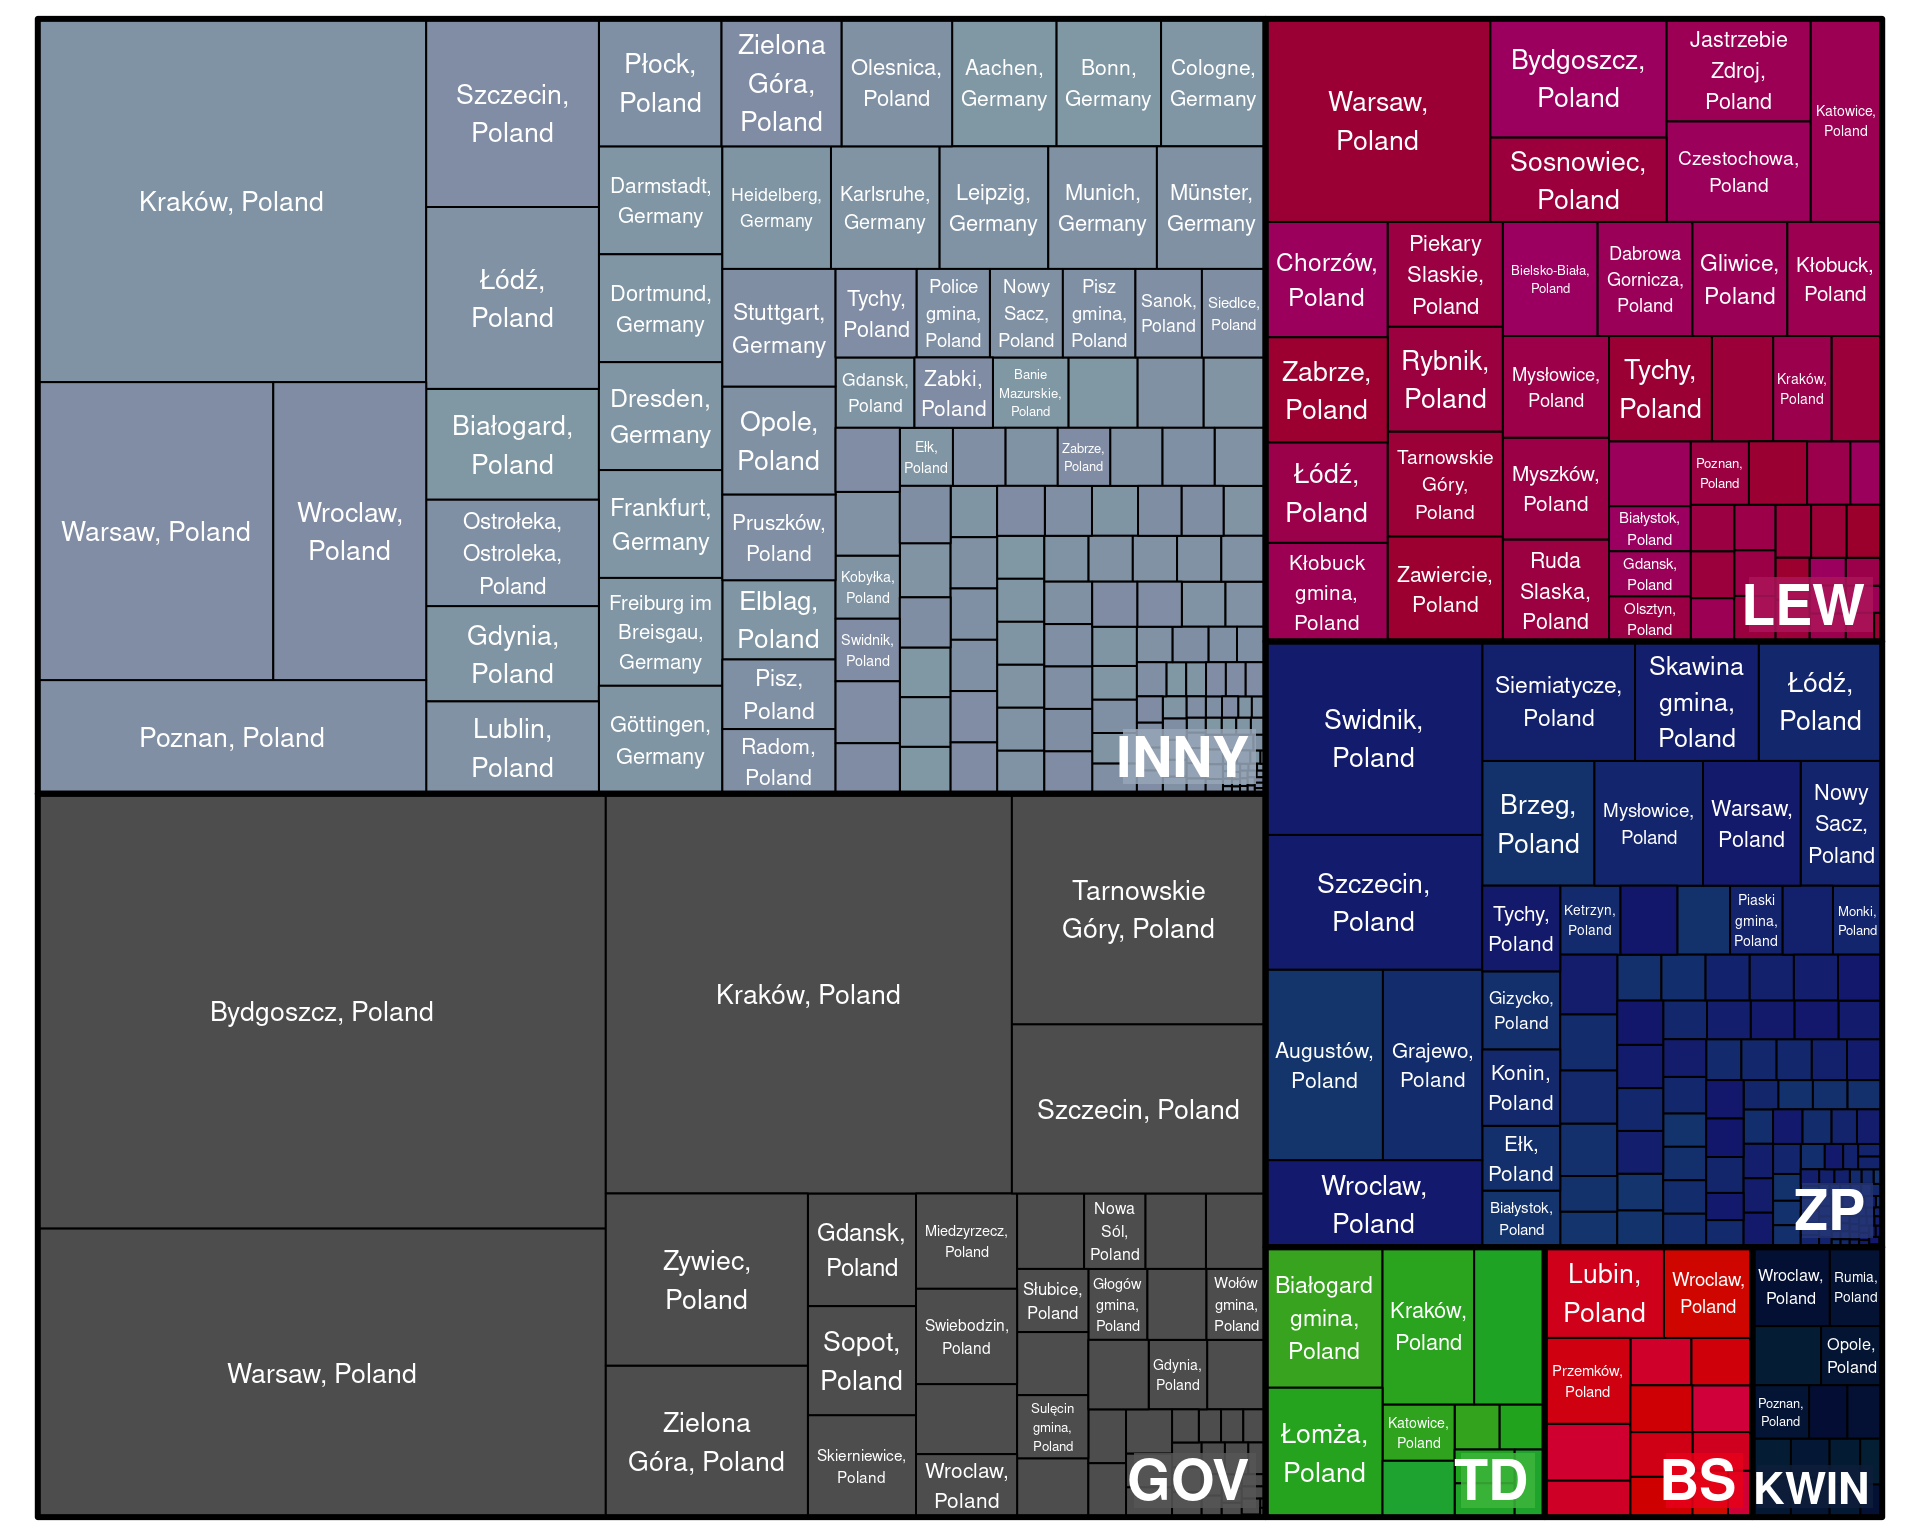 Kraków, Poland
Warsaw, Poland
Wroclaw,
Poland
Poznan, Poland
Szczecin,
Poland
Łódź,
Poland
Białogard,
Poland
Ostrołeka,
Ostroleka,
Poland
Gdynia,
Poland
Lublin,
Poland
Płock,
Poland
Zielona
Góra,
Poland
Olesnica,
Poland
Aachen,
Germany
Bonn,
Germany
Cologne,
Germany
Darmstadt,
Germany
Heidelberg,
Germany
Karlsruhe,
Germany
Leipzig,
Germany
Munich,
Germany
Münster,
Germany
Dortmund,
Germany
Dresden,
Germany
Frankfurt,
Germany
Freiburg im
Breisgau,
Germany
Göttingen,
Germany
Stuttgart,
Germany
Opole,
Poland
Pruszków,
Poland
Elblag,
Poland
Pisz,
Poland
Radom,
Poland
Tychy,
Poland
Police
gmina,
Poland
Nowy
Sacz,
Poland
Pisz
gmina,
Poland
Sanok,
Poland
Siedlce,
Poland
Gdansk,
Poland
Zabki,
Poland
Banie
Mazurskie,
Poland
Ełk,
Poland
Zabrze,
Poland
Kobyłka,
Poland
Swidnik,
Poland
INNY
Warsaw,
Poland
Bydgoszcz,
Poland
Sosnowiec,
Poland
Jastrzebie
Zdroj,
Poland
Czestochowa,
Poland
Katowice,
Poland
Chorzów,
Poland
Zabrze,
Poland
Łódź,
Poland
Kłobuck
gmina,
Poland
Piekary
Slaskie,
Poland
Rybnik,
Poland
Tarnowskie
Góry,
Poland
Zawiercie,
Poland
Bielsko-Biała,
Poland
Dabrowa
Gornicza,
Poland
Gliwice,
Poland
Kłobuck,
Poland
Mysłowice,
Poland
Myszków,
Poland
Ruda
Slaska,
Poland
Tychy,
Poland
Kraków,
Poland
Poznan,
Poland
Białystok,
Poland
Gdansk,
Poland
Olsztyn,
Poland
LEW
Bydgoszcz, Poland
Warsaw, Poland
Kraków, Poland
Tarnowskie
Góry, Poland
Szczecin, Poland
Zywiec,
Poland
Zielona
Góra, Poland
Gdansk,
Poland
Sopot,
Poland
Skierniewice,
Poland
Miedzyrzecz,
Poland
Swiebodzin,
Poland
Wroclaw,
Poland
Nowa
Sól,
Poland
Słubice,
Poland
Głogów
gmina,
Poland
Wołów
gmina,
Poland
Gdynia,
Poland
Sulęcin
gmina,
Poland
GOV
Swidnik,
Poland
Szczecin,
Poland
Augustów,
Poland
Grajewo,
Poland
Wroclaw,
Poland
Siemiatycze,
Poland
Skawina
gmina,
Poland
Łódź,
Poland
Brzeg,
Poland
Mysłowice,
Poland
Warsaw,
Poland
Nowy
Sacz,
Poland
Tychy,
Poland
Ketrzyn,
Poland
Piaski
gmina,
Poland
Monki,
Poland
Gizycko,
Poland
Konin,
Poland
Ełk,
Poland
Białystok,
Poland
ZP
Białogard
gmina,
Poland
Łomża,
Poland
Kraków,
Poland
Katowice,
Poland
TD
Lubin,
Poland
Wroclaw,
Poland
Przemków,
Poland
BS
Wroclaw,
Poland
Rumia,
Poland
Opole,
Poland
Poznan,
Poland
KWIN